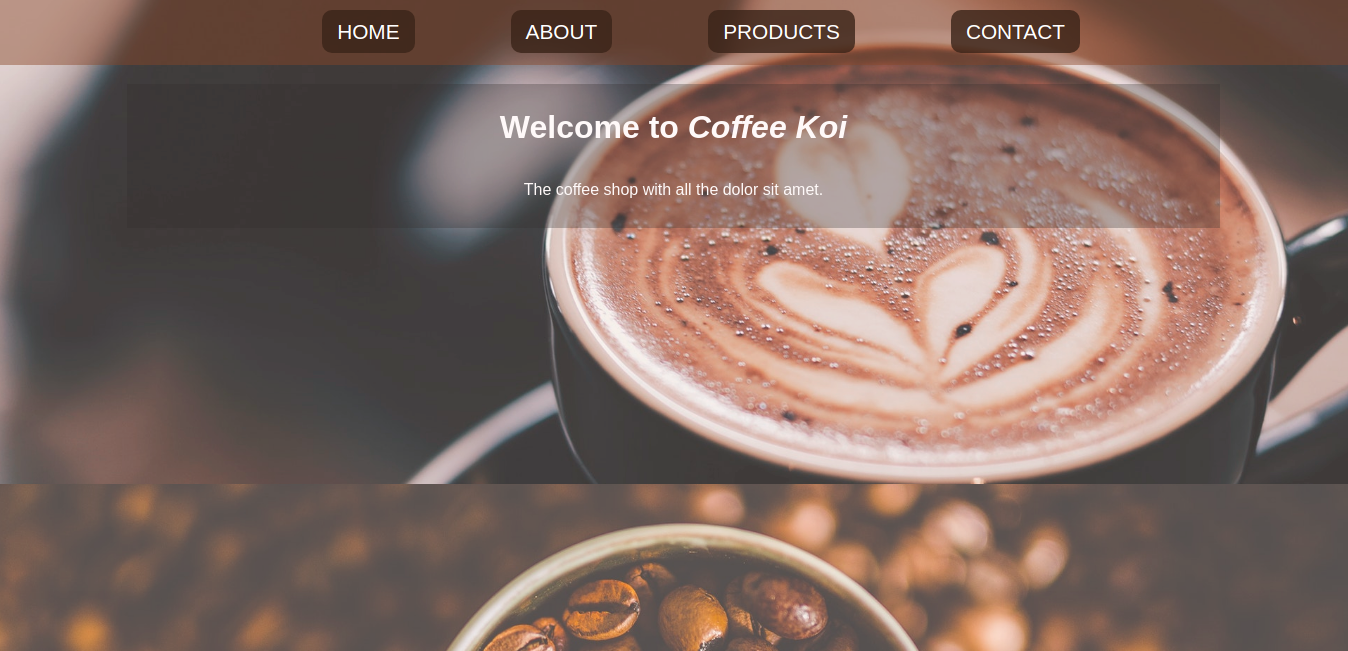 HOME ABOUT PRODUCTS CONTACT
Welcome to Coffee Koi
The coffee shop with all the dolor sit amet.